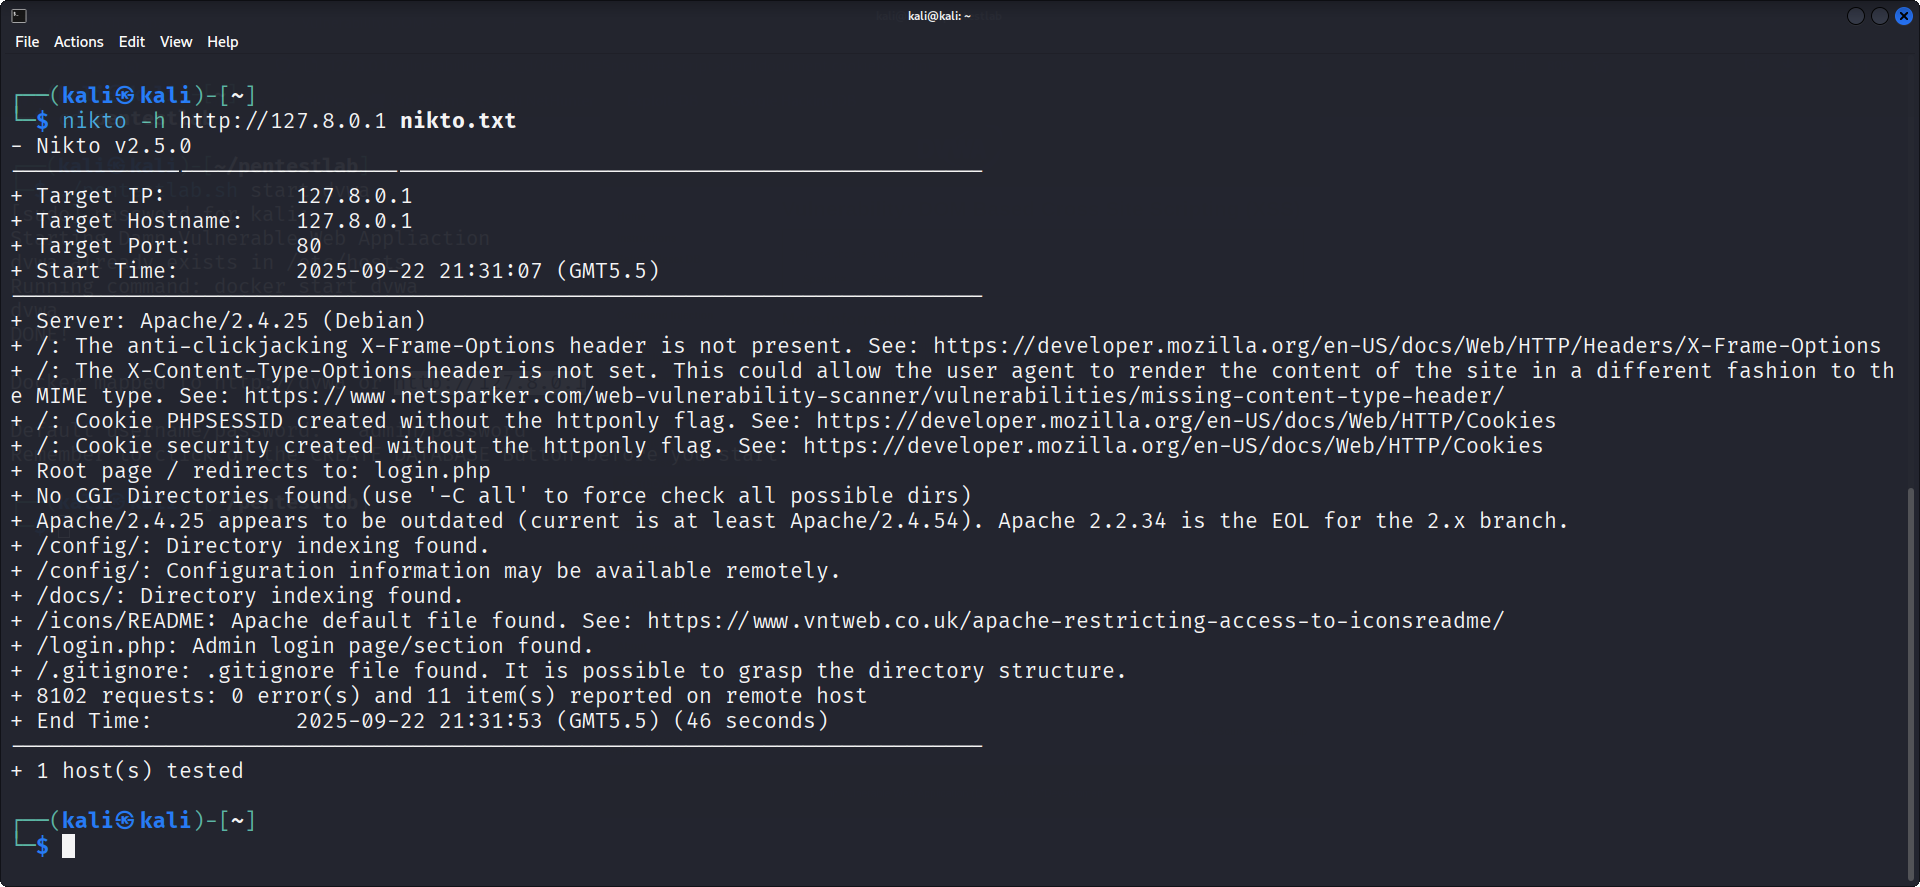 kali@kali: ~
File Actions Edit View Help
┌──(kali㉿kali)-[~]
└─$ nikto -h http://127.8.0.1 nikto.txt
- Nikto v2.5.0
+ Target IP: 127.8.0.1
+ Target Hostname: 127.8.0.1
+ Target Port: 80
+ Start Time: 2025-09-22 21:31:07 (GMT5.5)
+ Server: Apache/2.4.25 (Debian)
+ /: The anti-clickjacking X-Frame-Options header is not present. See: https://developer.mozilla.org/en-US/docs/Web/HTTP/Headers/X-Frame-Options
+ /: The X-Content-Type-Options header is not set. This could allow the user agent to render the content of the site in a different fashion to th
e MIME type. See: https://www.netsparker.com/web-vulnerability-scanner/vulnerabilities/missing-content-type-header/
+ /: Cookie PHPSESSID created without the httponly flag. See: https://developer.mozilla.org/en-US/docs/Web/HTTP/Cookies
+ /: Cookie security created without the httponly flag. See: https://developer.mozilla.org/en-US/docs/Web/HTTP/Cookies
+ Root page / redirects to: login.php
+ No CGI Directories found (use '-C all' to force check all possible dirs)
+ Apache/2.4.25 appears to be outdated (current is at least Apache/2.4.54). Apache 2.2.34 is the EOL for the 2.x branch.
+ /config/: Directory indexing found.
+ /config/: Configuration information may be available remotely.
+ /docs/: Directory indexing found.
+ /icons/README: Apache default file found. See: https://www.vntweb.co.uk/apache-restricting-access-to-iconsreadme/
+ /login.php: Admin login page/section found.
+ /.gitignore: .gitignore file found. It is possible to grasp the directory structure.
+ 8102 requests: 0 error(s) and 11 item(s) reported on remote host
+ End Time: 2025-09-22 21:31:53 (GMT5.5) (46 seconds)
+ 1 host(s) tested
┌──(kali㉿kali)-[~]
└─$